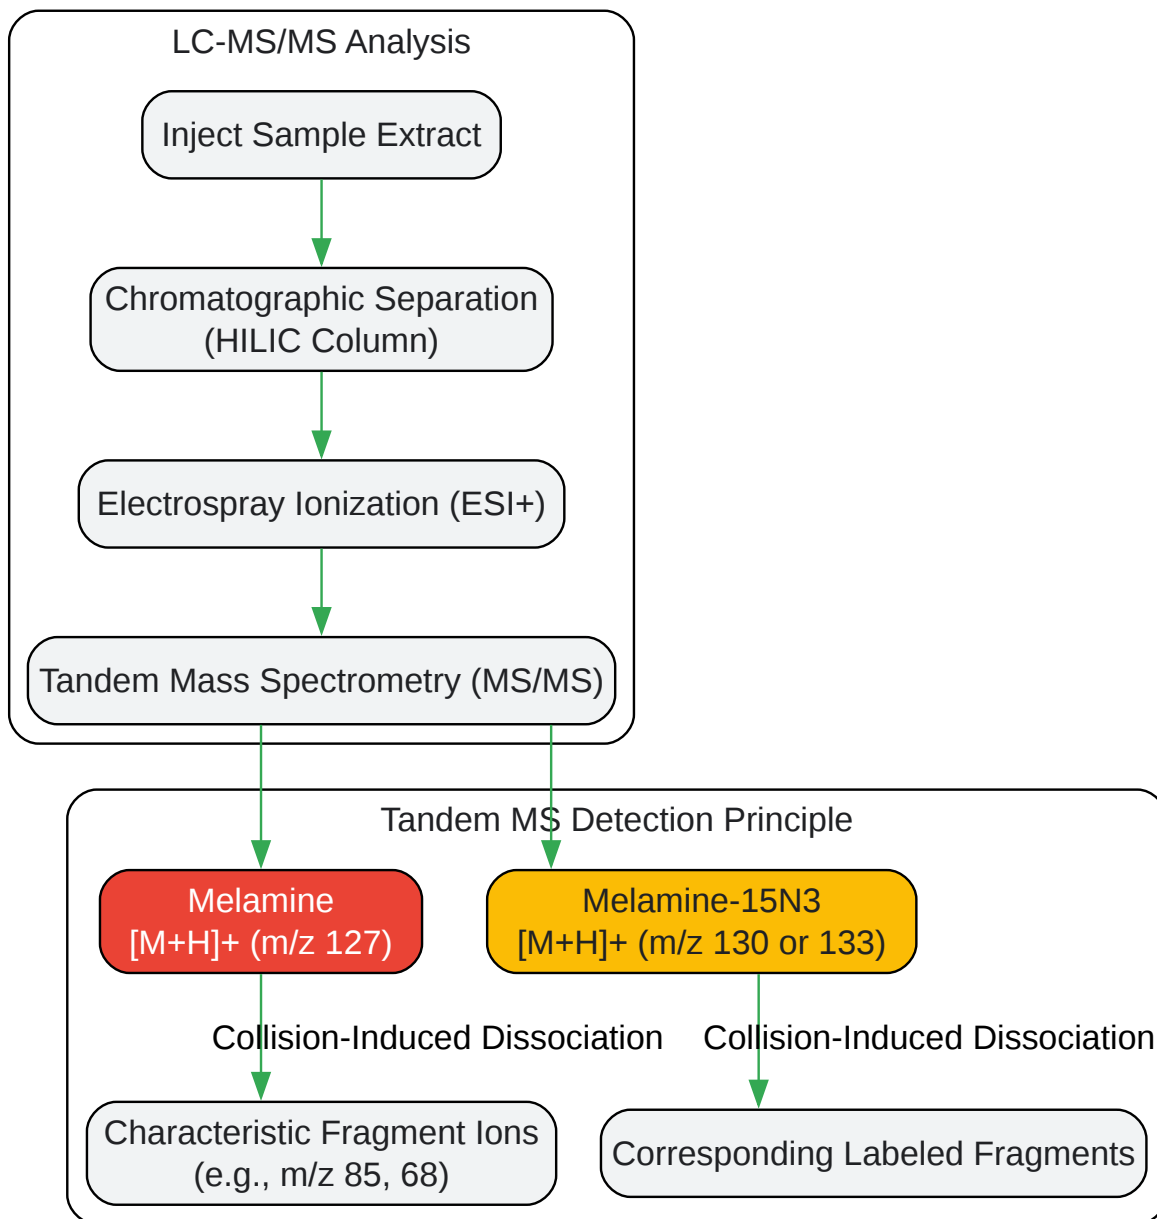 LC-MS/MS Analysis
Inject Sample Extract
Chromatographic Separation
(HILIC Column)
Electrospray Ionization (ESI+)
Tandem Mass Spectrometry (MS/MS)
Tandem MS Detection Principle
Melamine
[M+H]+ (m/z 127)
Melamine-15N3
[M+H]+ (m/z 130 or 133)
Collision-Induced Dissociation
Collision-Induced Dissociation
Characteristic Fragment Ions
(e.g., m/z 85, 68)
Corresponding Labeled Fragments